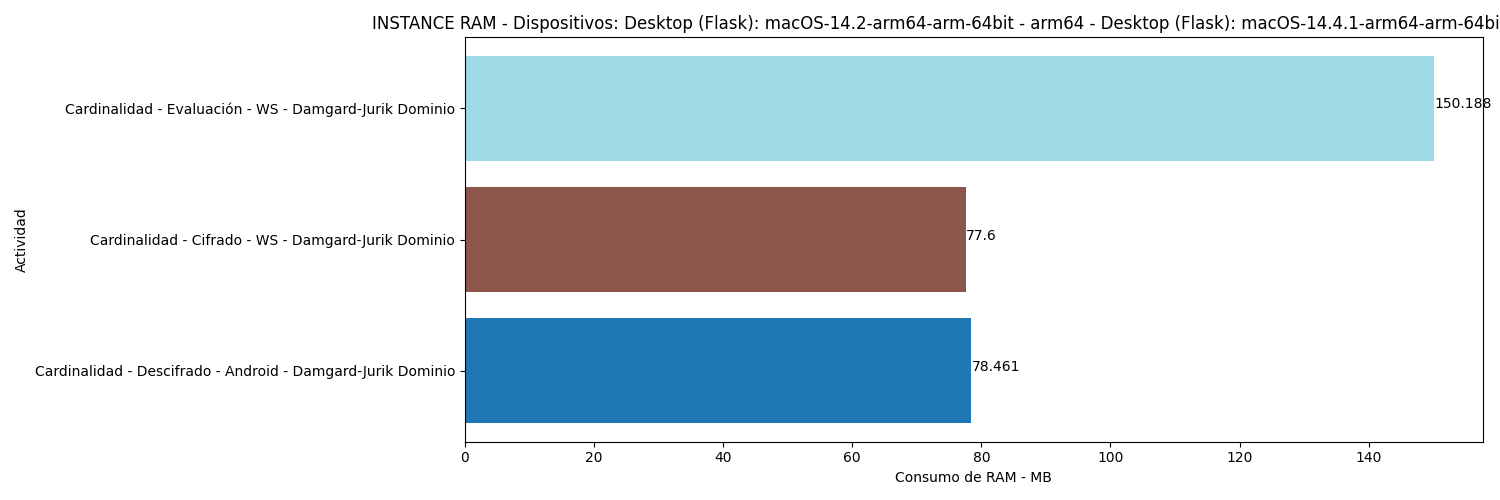 INSTANCE RAM - Dispositivos: Desktop (Flask): macOS-14.2-arm64-arm-64bit - arm64 - Desktop (Flask): macOS-14.4.1-arm64-arm-64bi
Cardinalidad - Evaluación - WS - Damgard-Jurik Dominio
150.188
Cardinalidad - Cifrado - WS - Damgard-Jurik Dominio
77.6
Cardinalidad - Descifrado - Android - Damgard-Jurik Dominio
78.461
Actividad
0 20 40 60 80 100 120 140
Consumo de RAM - MB